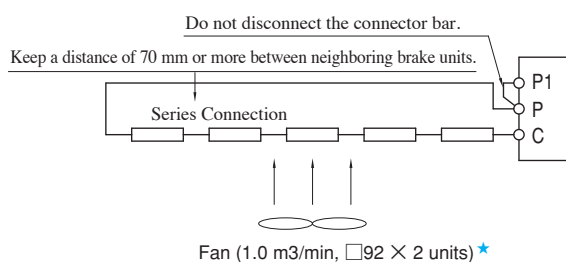 Do not disconnect the connector bar.
Keep a distance of 70 mm or more between neighboring brake units.
P1
Series Connection
P
C
Fan (1.0 m3/min, □92 × 2 units)★